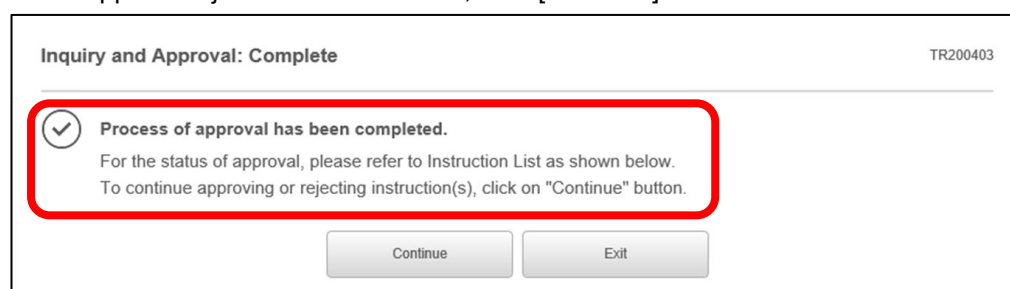 Inquiry and Approval: Complete
TR200403
Process of approval has been completed.
For the status of approval, please refer to Instruction List as shown below.
To continue approving or rejecting instruction(s), click on "Continue" button.
Continue
Exit